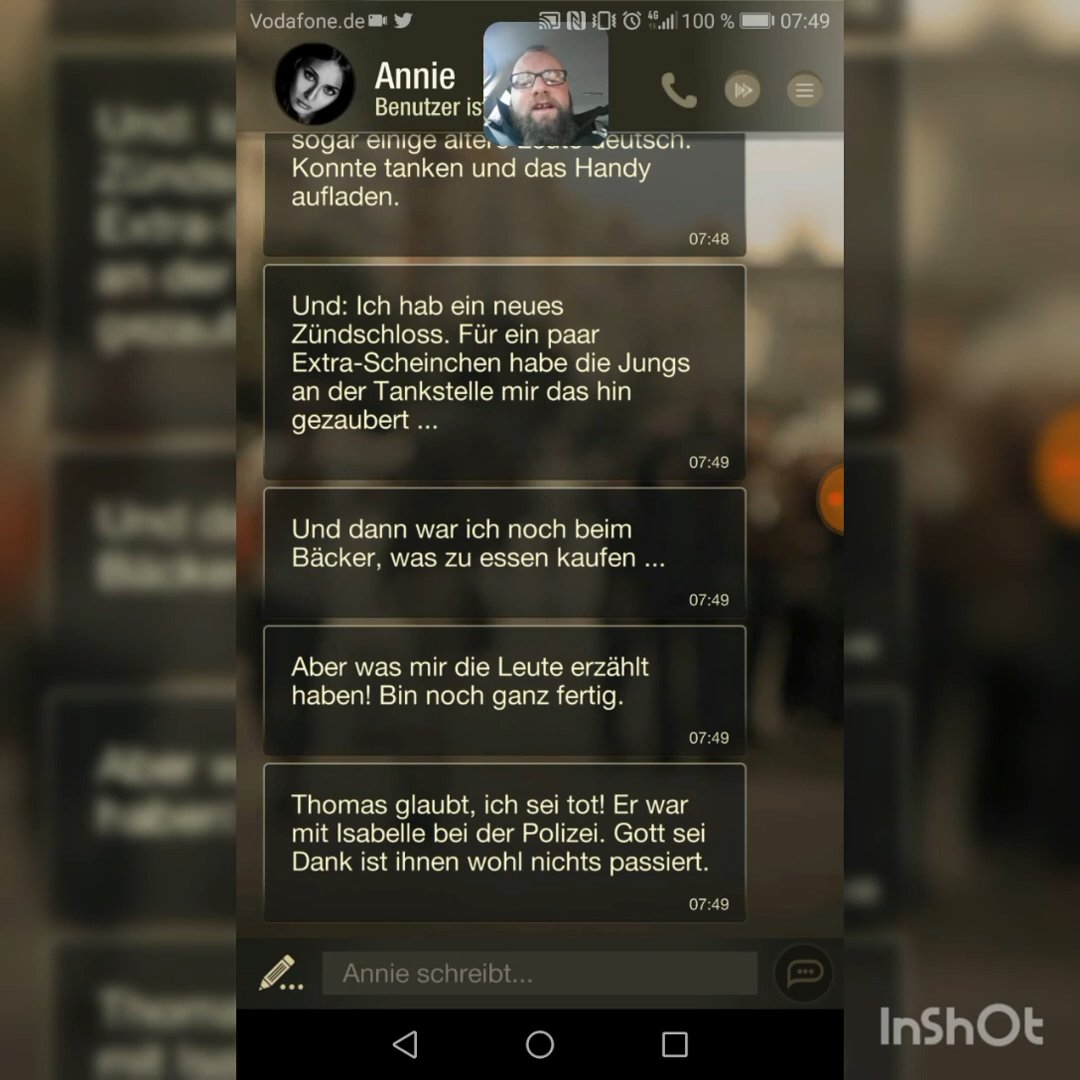 Vodafone.de 4G 100 % 07:49
Annie
Benutzer is
sogar einige ältere Leute deutsch.
Konnte tanken und das Handy
aufladen.
07:48
Und: Ich hab ein neues
Zündschloss. Für ein paar
Extra-Scheinchen habe die Jungs
an der Tankstelle mir das hin
gezaubert ...
07:49
Und dann war ich noch beim
Bäcker, was zu essen kaufen ...
07:49
Aber was mir die Leute erzählt
haben! Bin noch ganz fertig.
07:49
Thomas glaubt, ich sei tot! Er war
mit Isabelle bei der Polizei. Gott sei
Dank ist ihnen wohl nichts passiert.
07:49
Annie schreibt...
InShOt